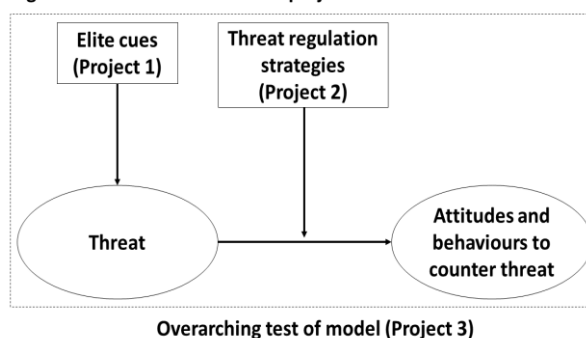 Elite cues
(Project 1)
Threat regulation
strategies
(Project 2)
Threat
Attitudes and
behaviours to
counter threat
Overarching test of model (Project 3)